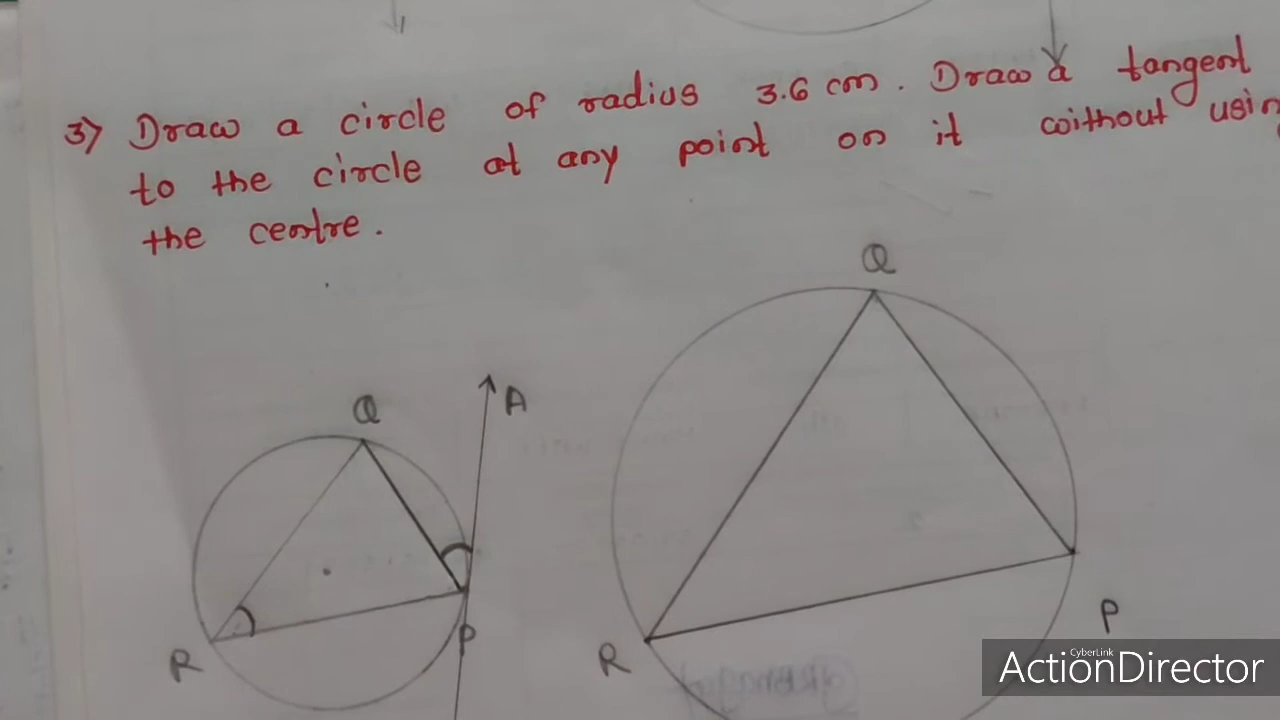 3) Draw a circle of radius 3.6 cm. Draw a tangent
to the circle at any point on it without usin
the centre.
Q
Q
A
R
P
R
P
CyberLink
ActionDirector